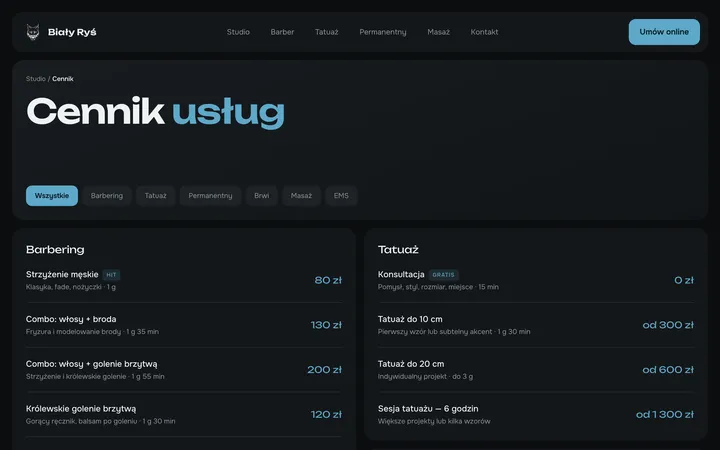 Biały Ryś
Studio Barber Tatuaż Permanentny Masaż Kontakt
Umów online
Studio / Cennik
Cennik usług
Wszystkie Barbering Tatuaż Permanentny Brwi Masaż EMS
Barbering
Strzyżenie męskie HIT
Klasyka, fade, nożyczki · 1 g
80 zł
Combo: włosy + broda
Fryzura i modelowanie brody · 1 g 35 min
130 zł
Combo: włosy + golenie brzytwą
Strzyżenie i królewskie golenie · 1 g 55 min
200 zł
Królewskie golenie brzytwą
Gorący ręcznik, balsam po goleniu · 1 g 30 min
120 zł
Tatuaż
Konsultacja GRATIS
Pomysł, styl, rozmiar, miejsce · 15 min
0 zł
Tatuaż do 10 cm
Pierwszy wzór lub subtelny akcent · 1 g 30 min
od 300 zł
Tatuaż do 20 cm
Indywidualny projekt · do 3 g
od 600 zł
Sesja tatuażu — 6 godzin
Większe projekty lub kilka wzorów
od 1 300 zł